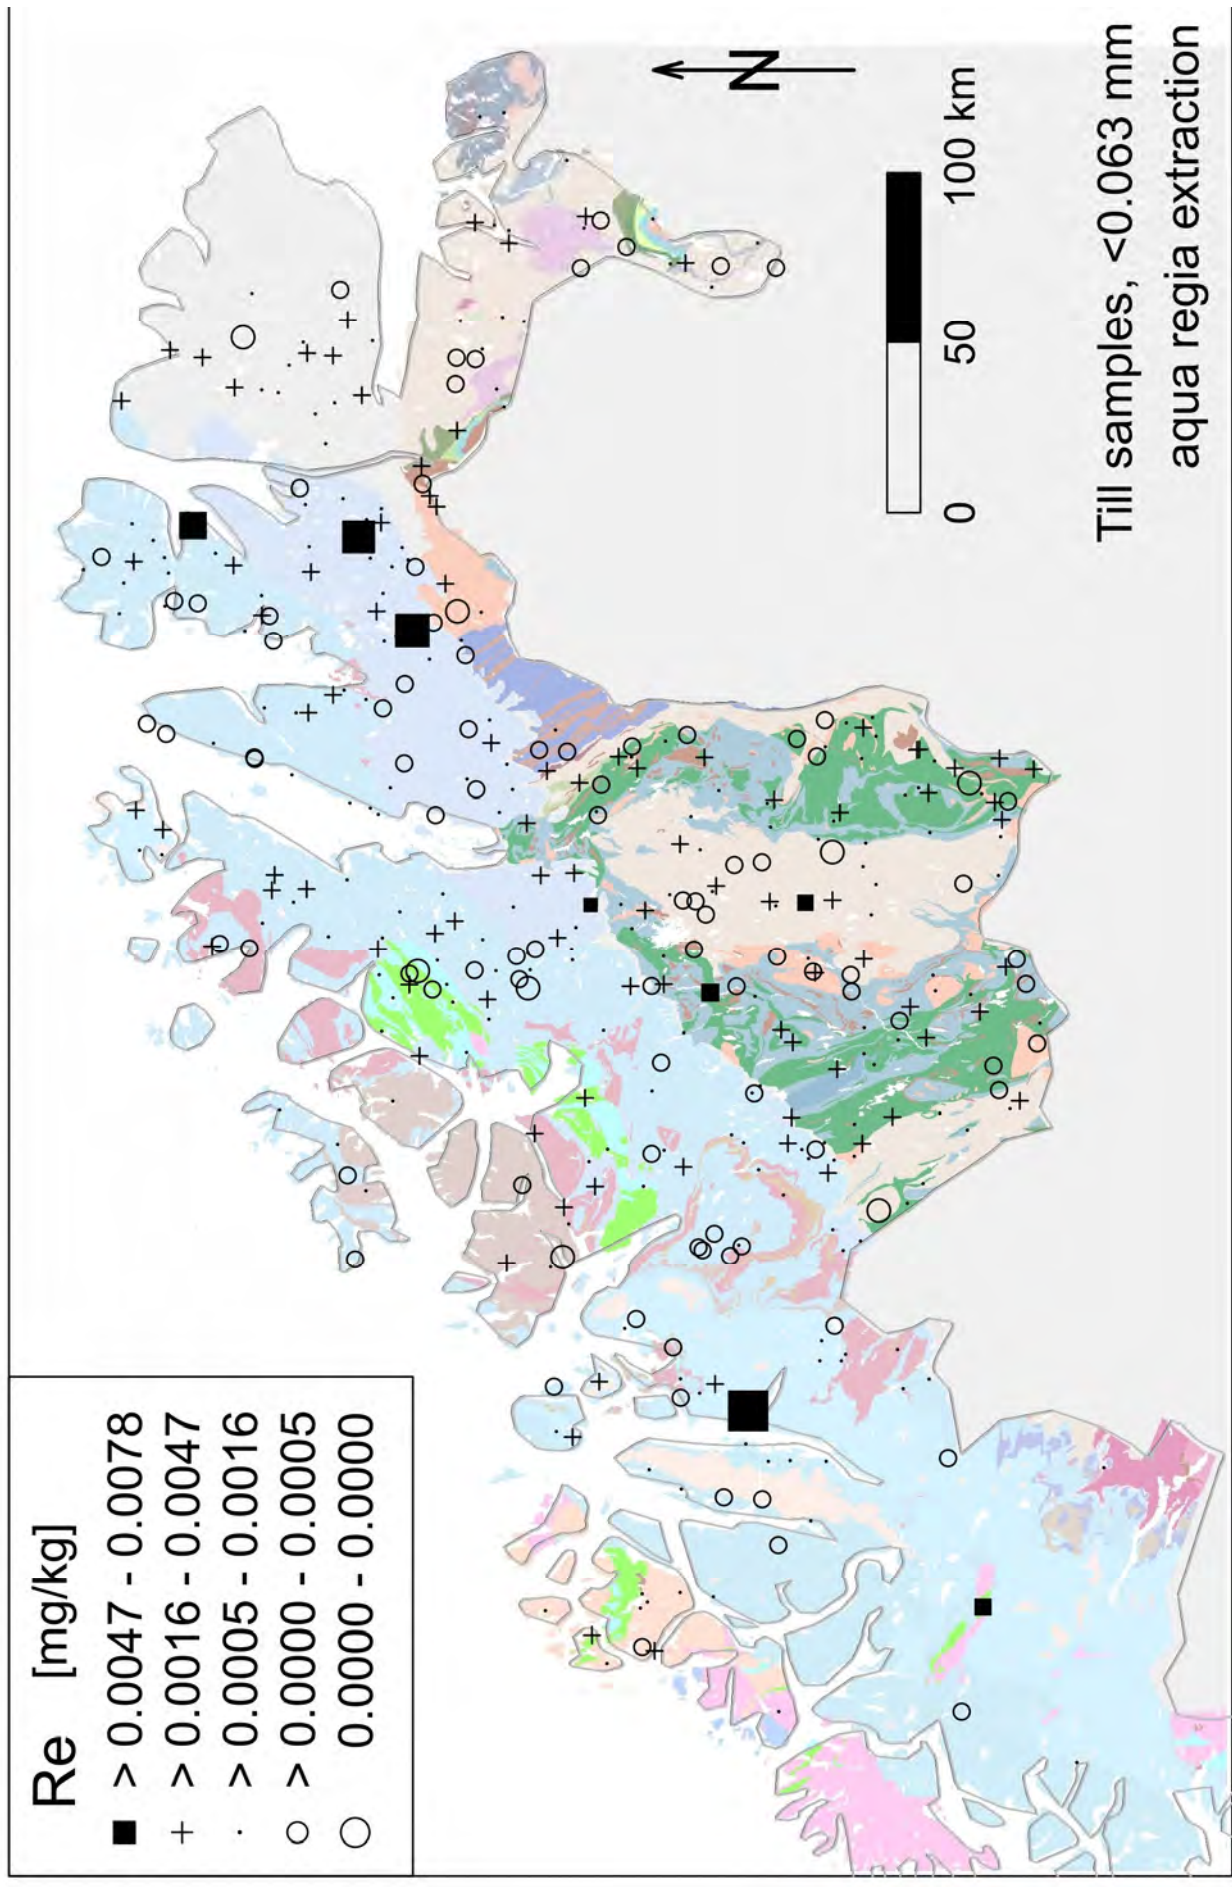 Re [mg/kg]
> 0.0047 - 0.0078
> 0.0016 - 0.0047
> 0.0005 - 0.0016
> 0.0000 - 0.0005
0.0000 - 0.0000
N
0 50 100 km
Till samples, <0.063 mm
aqua regia extraction